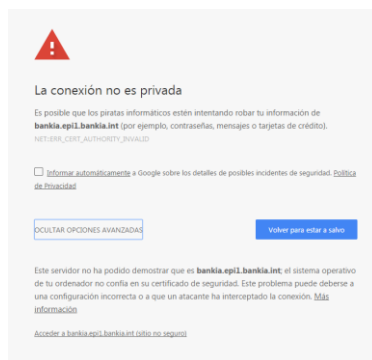 La conexión no es privada
Es posible que los piratas informáticos estén intentando robar tu información de
bankia.epi1.bankia.int (por ejemplo, contraseñas, mensajes o tarjetas de crédito).
NET::ERR_CERT_AUTHORITY_INVALID
Informar automáticamente a Google sobre los detalles de posibles incidentes de seguridad. Política
de Privacidad
OCULTAR OPCIONES AVANZADAS
Volver para estar a salvo
Este servidor no ha podido demostrar que es bankia.epi1.bankia.int; el sistema operativo
de tu ordenador no confía en su certificado de seguridad. Este problema puede deberse a
una configuración incorrecta o a que un atacante ha interceptado la conexión. Más
información
Acceder a bankia.epi1.bankia.int (sitio no seguro)